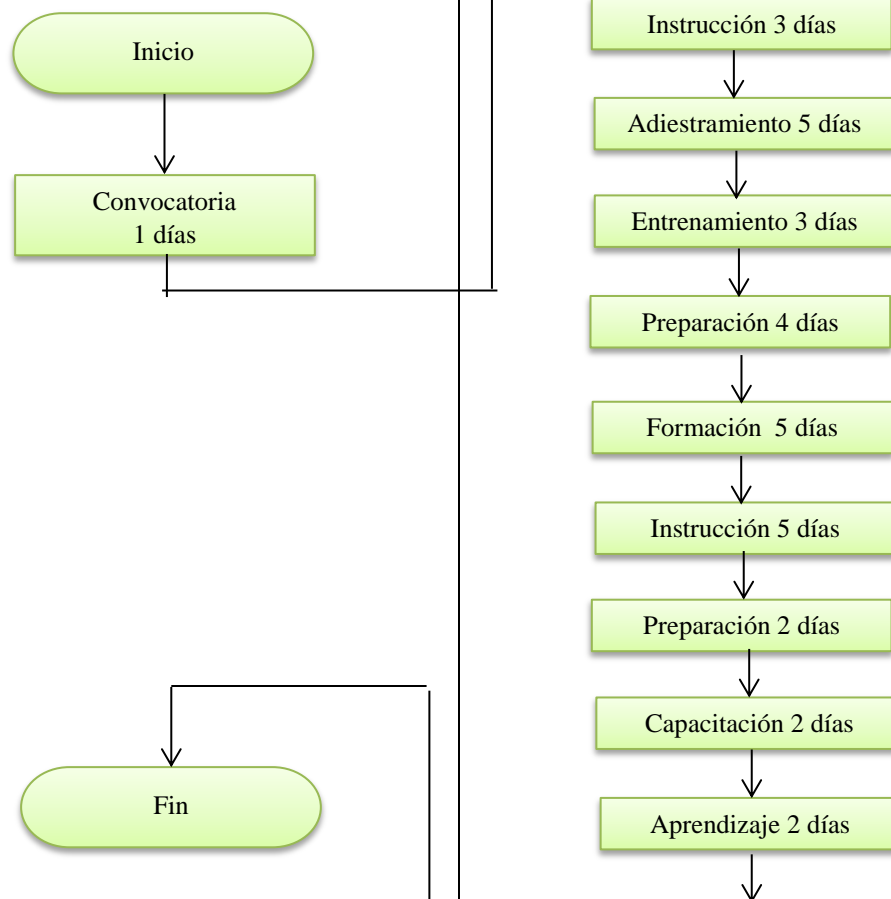 Inicio
Convocatoria
1 días
Fin
Instrucción 3 días
Adiestramiento 5 días
Entrenamiento 3 días
Preparación 4 días
Formación  5 días
Instrucción 5 días
Preparación 2 días
Capacitación 2 días
Aprendizaje 2 días